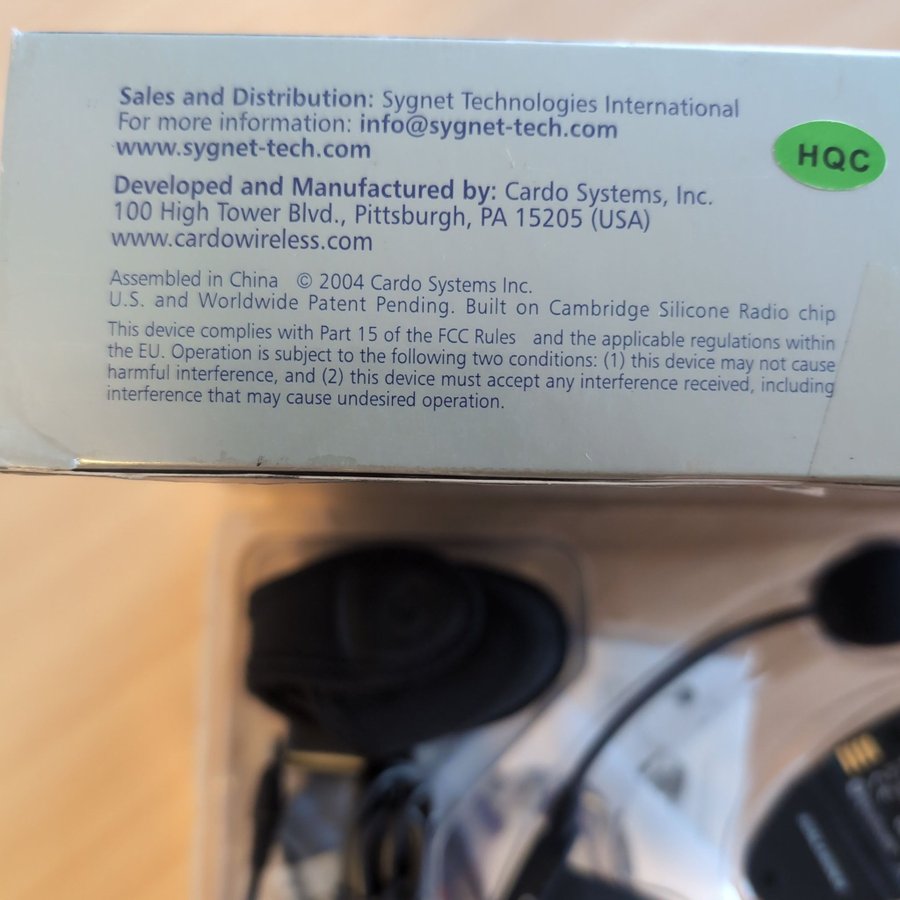 Sales and Distribution: Sygnet Technologies International
For more information: info@sygnet-tech.com
www.sygnet-tech.com
HQC
Developed and Manufactured by: Cardo Systems, Inc.
100 High Tower Blvd., Pittsburgh, PA 15205 (USA)
www.cardowireless.com
Assembled in China © 2004 Cardo Systems Inc.
U.S. and Worldwide Patent Pending. Built on Cambridge Silicone Radio chip
This device complies with Part 15 of the FCC Rules and the applicable regulations within
the EU. Operation is subject to the following two conditions: (1) this device may not cause
harmful interference, and (2) this device must accept any interference received, including
interference that may cause undesired operation.